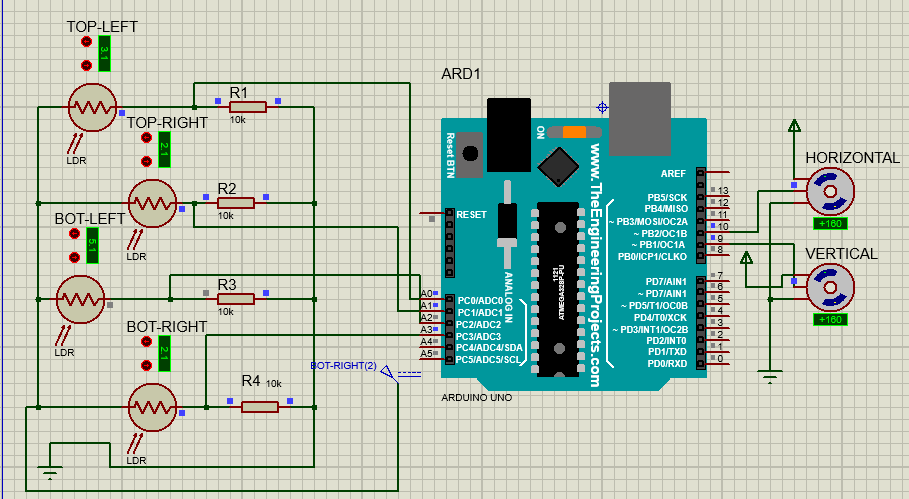 TOP-LEFT
3.1
LDR
R1
10k
TOP-RIGHT
2.1
LDR
R2
10k
BOT-LEFT
5.1
LDR
R3
10k
BOT-RIGHT
2.1
LDR
R4
10k
BOT-RIGHT(2)
ARD1
Reset BTN
ON
www.TheEngineeringProjects.com
RESET
ANALOG IN
1121
ATMEGA328P-PU
A0
PC0/ADC0
A1
PC1/ADC1
A2
PC2/ADC2
A3
PC3/ADC3
A4
PC4/ADC4/SDA
A5
PC5/ADC5/SCL
AREF
PB5/SCK
13
PB4/MISO
12
~ PB3/MOSI/OC2A
11
~ PB2/OC1B
10
~ PB1/OC1A
9
PB0/ICP1/CLKO
8
PD7/AIN1
7
~ PD7/AIN1
6
~ PD5/T1/OC0B
5
PD4/T0/XCK
4
~ PD3/INT1/OC2B
3
PD2/INT0
2
PD1/TXD
1
PD0/RXD
0
ARDUINO UNO
HORIZONTAL
+160
VERTICAL
+160